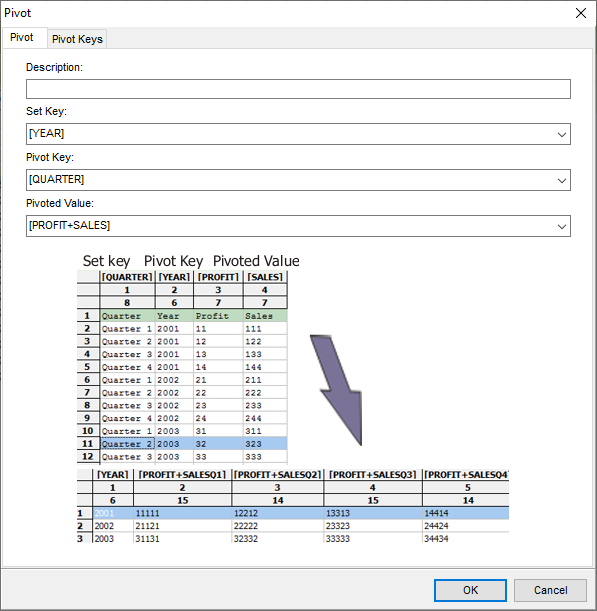 Pivot
Pivot Pivot Keys
Description:
Set Key:
[YEAR]
Pivot Key:
[QUARTER]
Pivoted Value:
[PROFIT+SALES]
Set key Pivot Key Pivoted Value
[QUARTER] [YEAR] [PROFIT] [SALES]
1 2 3 4
8 6 7 7
1 Quarter Year Profit Sales
2 Quarter 1 2001 11 111
3 Quarter 2 2001 12 122
4 Quarter 3 2001 13 133
5 Quarter 4 2001 14 144
6 Quarter 1 2002 21 211
7 Quarter 2 2002 22 222
8 Quarter 3 2002 23 233
9 Quarter 4 2002 24 244
10 Quarter 1 2003 31 311
11 Quarter 2 2003 32 323
12 Quarter 3 2003 33 333
[YEAR] [PROFIT+SALESQ1] [PROFIT+SALESQ2] [PROFIT+SALESQ3] [PROFIT+SALESQ4
1 2 3 4 5
6 15 14 15 14
1 2001 11111 12212 13313 14414
2 2002 21121 22222 23323 24424
3 2003 31131 32332 33333 34434
OK Cancel